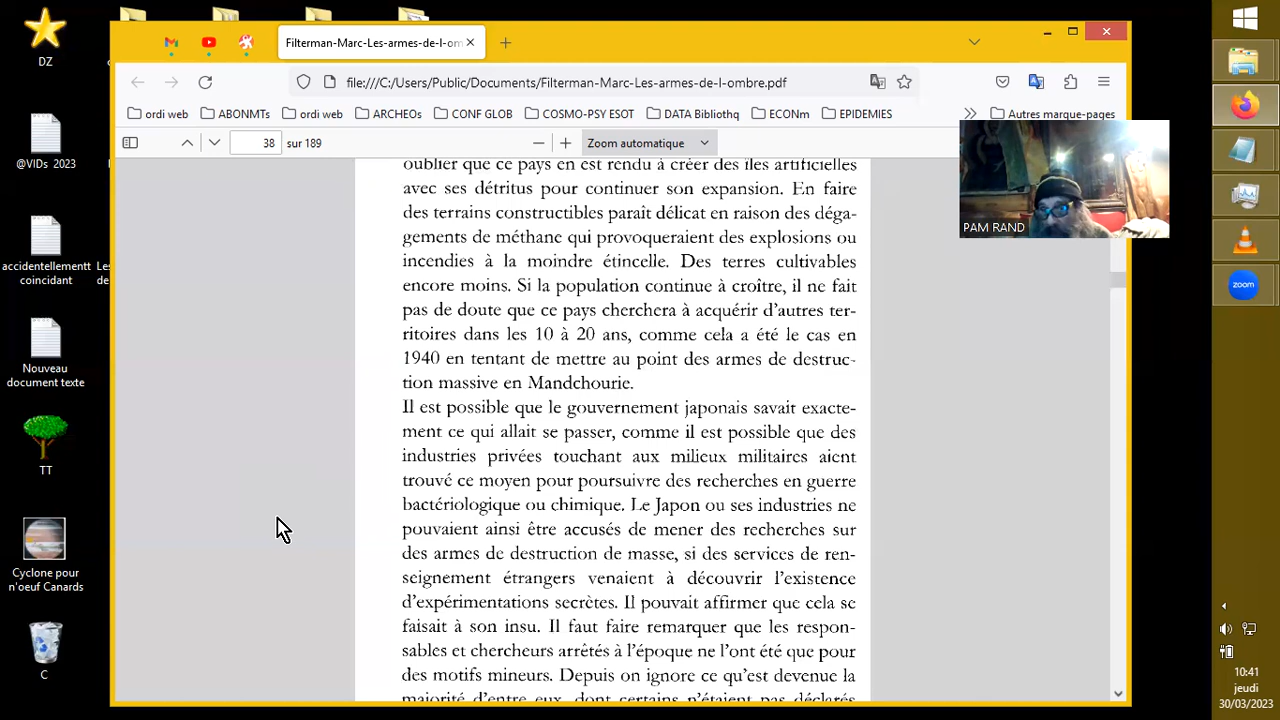 DZ
@VIDs 2023
accidentellementt
coincidant
Nouveau
document texte
TT
Cyclone pour
n'oeuf Canards
C
Filterman-Marc-Les-armes-de-l-om
file:///C:/Users/Public/Documents/Filterman-Marc-Les-armes-de-l-ombre.pdf
ordi web
ABONMTs
ordi web
ARCHEOs
CONF GLOB
COSMO-PSY ESOT
DATA Bibliothq
ECONm
EPIDEMIES
Autres marque-pages
38 sur 189
Zoom automatique
oublier que ce pays en est rendu à créer des îles artificielles
avec ses détritus pour continuer son expansion. En faire
des terrains constructibles paraît délicat en raison des déga-
gements de méthane qui provoqueraient des explosions ou
incendies à la moindre étincelle. Des terres cultivables
encore moins. Si la population continue à croître, il ne fait
pas de doute que ce pays cherchera à acquérir d'autres ter-
ritoires dans les 10 à 20 ans, comme cela a été le cas en
1940 en tentant de mettre au point des armes de destruc-
tion massive en Mandchourie.
Il est possible que le gouvernement japonais savait exacte-
ment ce qui allait se passer, comme il est possible que des
industries privées touchant aux milieux militaires aient
trouvé ce moyen pour poursuivre des recherches en guerre
bactériologique ou chimique. Le Japon ou ses industries ne
pouvaient ainsi être accusés de mener des recherches sur
des armes de destruction de masse, si des services de ren-
seignement étrangers venaient à découvrir l'existence
d'expérimentations secrètes. Il pouvait affirmer que cela se
faisait à son insu. Il faut faire remarquer que les respon-
sables et chercheurs arrêtés à l'époque ne l'ont été que pour
des motifs mineurs. Depuis on ignore ce qu'est devenue la
majorité d'entre eux, dont certains n'étaient pas déclarés
PAM RAND
zoom
10:41
jeudi
30/03/2023